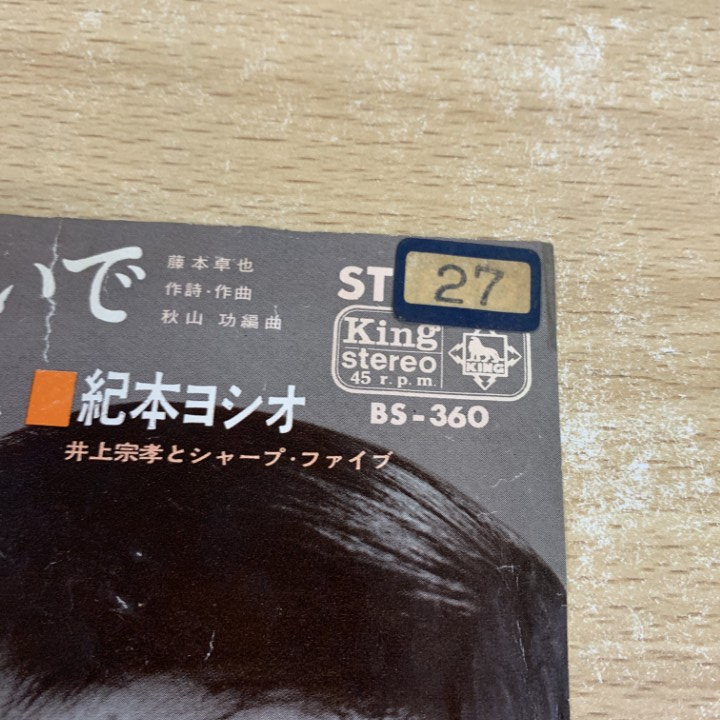 いで
藤本卓也
作詩・作曲
秋山 功編曲
ST
27
King
stereo
45 r.p.m.
KING
BS-360
紀本ヨシオ
井上宗孝とシャープ・ファイブ